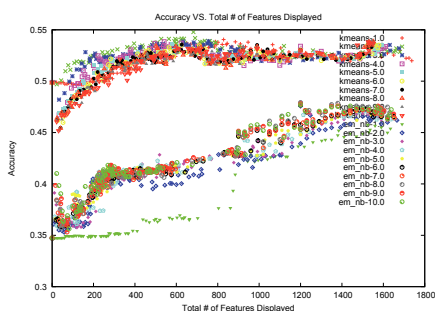 Accuracy VS. Total # of Features Displayed
0.55
0.5
0.45
0.4
0.35
0.3
Accuracy
kmeans-1.0
kmeans-4.0
kmeans-5.0
kmeans-6.0
kmeans-7.0
kmeans-8.0
em_nb-1.0
em_nb-2.0
em_nb-3.0
em_nb-4.0
em_nb-5.0
em_nb-6.0
em_nb-7.0
em_nb-8.0
em_nb-9.0
em_nb-10.0
0 200 400 600 800 1000 1200 1400 1600 1800
Total # of Features Displayed